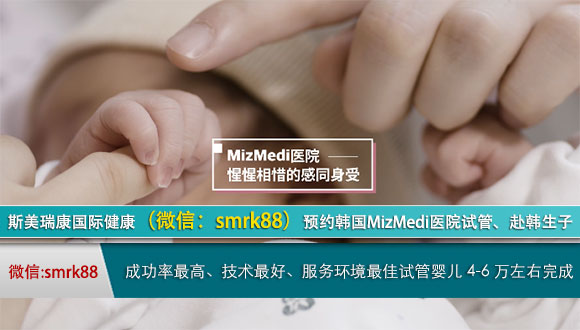 MizMedi医院
惺惺相惜的感同身受
斯美瑞康国际健康 （微信：smrk88） 预约韩国MizMedi医院试管、赴韩生子
微信:smrk88 成功率最高、技术最好、服务环境最佳试管婴儿 4-6 万左右完成